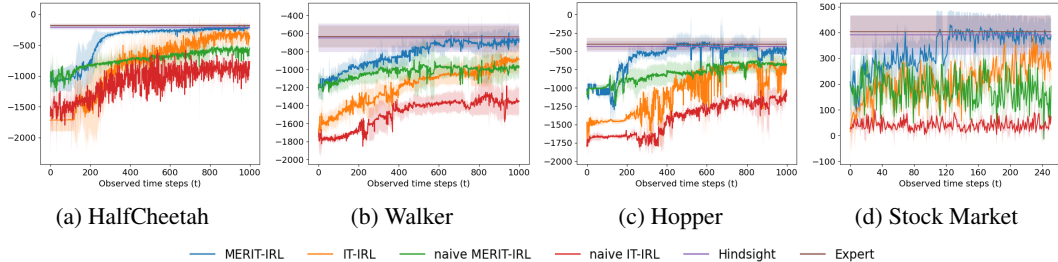 0
−500
−1000
−1500
−2000
0 200 400 600 800 1000
Observed time steps (t)
(a) HalfCheetah
−400
−600
−800
−1000
−1200
−1400
−1600
−1800
−2000
0 200 400 600 800 1000
Observed time steps (t)
(b) Walker
0
−250
−500
−750
−1000
−1250
−1500
−1750
−2000
0 200 400 600 800 1000
Observed time steps (t)
(c) Hopper
500
400
300
200
100
0
−100
0 40 80 120 160 200 240
Observed time steps (t)
(d) Stock Market
MERIT-IRL IT-IRL naive MERIT-IRL naive IT-IRL Hindsight Expert